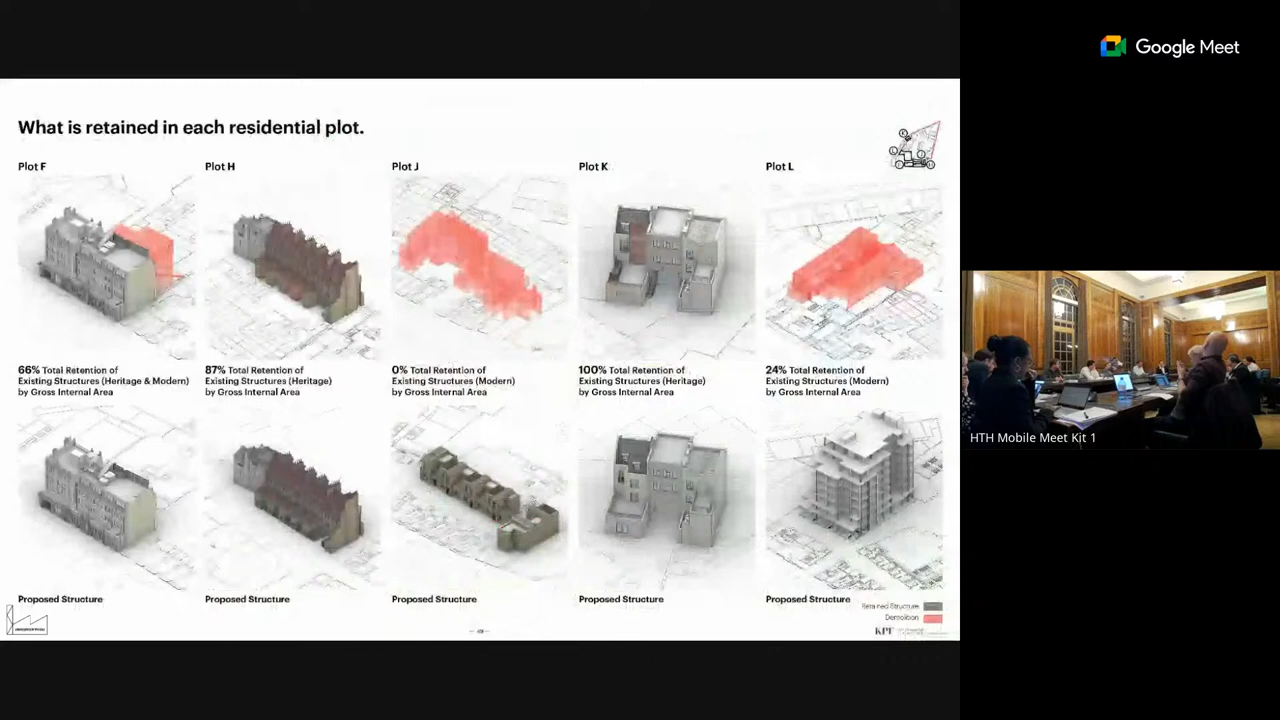 Google Meet
What is retained in each residential plot.
Plot F
Plot H
Plot J
Plot K
Plot L
66% Total Retention of
Existing Structures (Heritage & Modern)
by Gross Internal Area
87% Total Retention of
Existing Structures (Heritage)
by Gross Internal Area
0% Total Retention of
Existing Structures (Modern)
by Gross Internal Area
100% Total Retention of
Existing Structures (Heritage)
by Gross Internal Area
24% Total Retention of
Existing Structures (Modern)
by Gross Internal Area
Proposed Structure
Proposed Structure
Proposed Structure
Proposed Structure
Proposed Structure
Retained Structure
Demolition
KPF
HTH Mobile Meet Kit 1